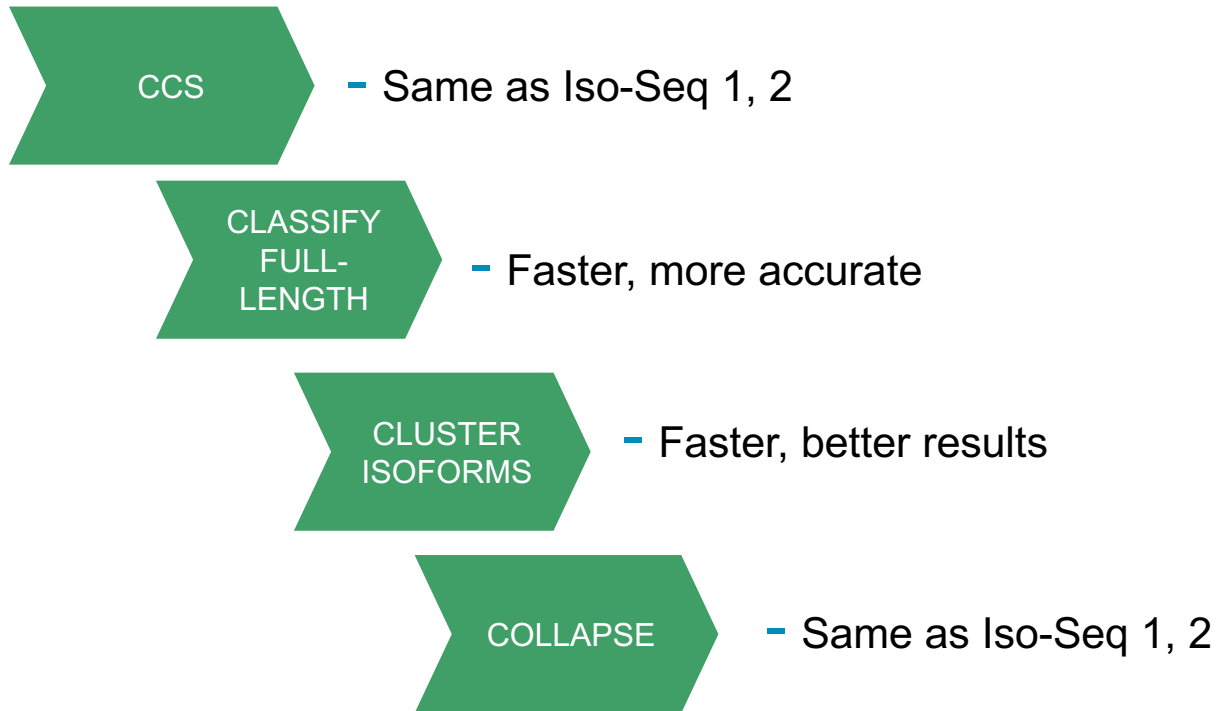 CCS
- Same as Iso-Seq 1, 2
CLASSIFY
FULL-
LENGTH
- Faster, more accurate
CLUSTER
ISOFORMS
- Faster, better results
COLLAPSE
- Same as Iso-Seq 1, 2